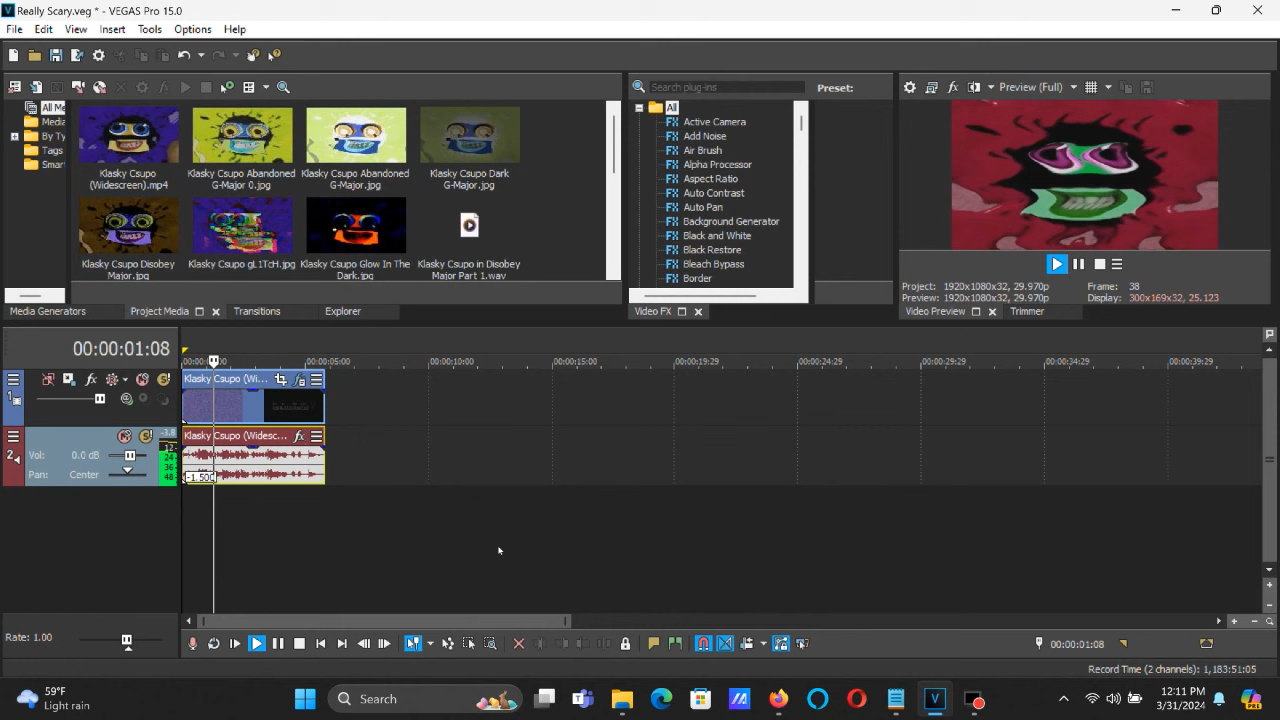 Really Scary.veg * - VEGAS Pro 15.0
File Edit View Insert Tools Options Help
Search plug-ins
Preset:
Preview (Full)
All Me
Media
By Ty
Tags
Smar
Klasky Csupo (Widescreen).mp4
Klasky Csupo Abandoned G-Major 0.jpg
Klasky Csupo Abandoned G-Major.jpg
Klasky Csupo Dark G-Major.jpg
Klasky Csupo Disobey Major.jpg
Klasky Csupo gL1TcH.jpg
Klasky Csupo Glow In The Dark.jpg
Klasky Csupo in Disobey Major Part 1.wav
All
Active Camera
Add Noise
Air Brush
Alpha Processor
Aspect Ratio
Auto Contrast
Auto Pan
Background Generator
Black and White
Black Restore
Bleach Bypass
Border
Project: 1920x1080x32, 29.970p Frame: 38
Preview: 1920x1080x32, 29.970p Display: 300x169x32, 25.123
Media Generators Project Media Transitions Explorer Video FX Video Preview Trimmer
00:00:01:08
00:00:05:00 00:00:10:00 00:00:15:00 00:00:19:29 00:00:24:29 00:00:29:29 00:00:34:29 00:00:39:29
1
Klasky Csupo (Wi...
2
Klasky Csupo (Widesc...
-3.8
12
24
36
48
Vol: 0.0 dB
Pan: Center
-1.500
Rate: 1.00
00:00:01:08
Record Time (2 channels): 1,183:51:05
59°F
Light rain
Search
12:11 PM
3/31/2024